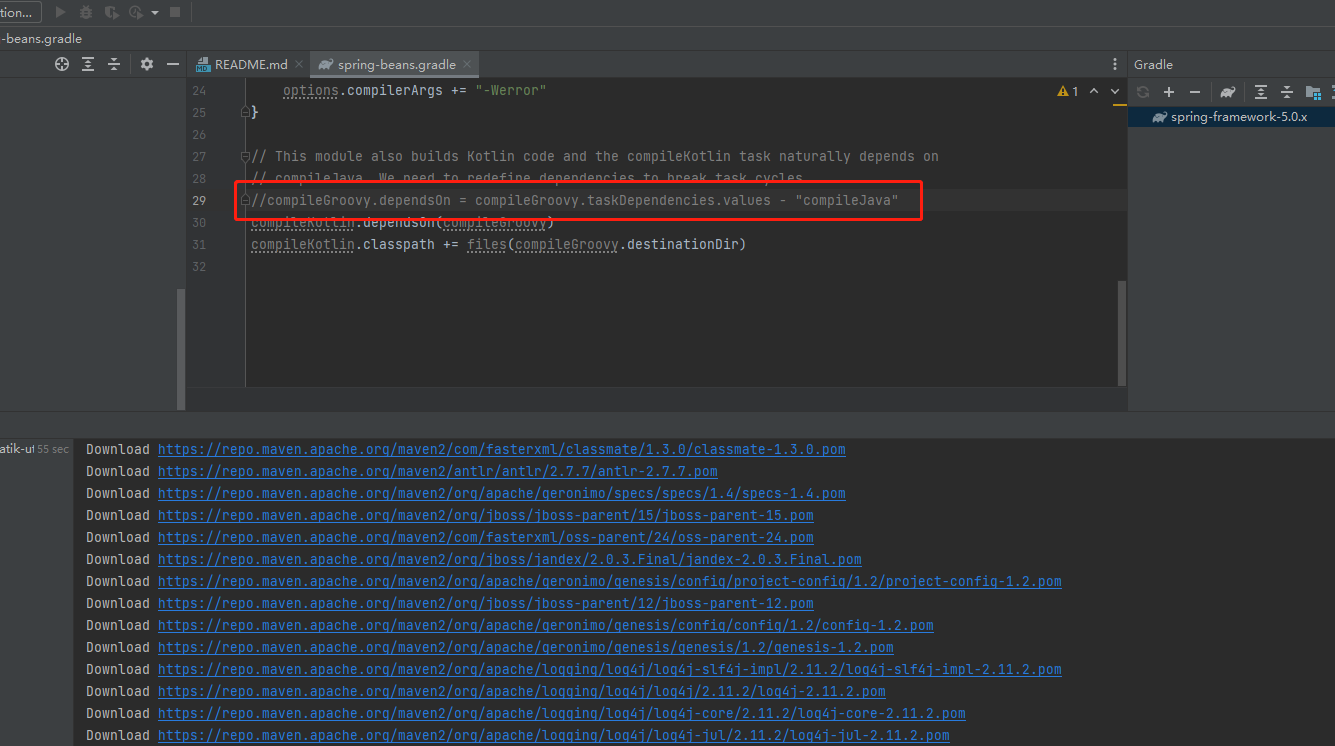 tion...
-beans.gradle
README.md
spring-beans.gradle
Gradle
24 options.compilerArgs += "-Werror"
1
25 }
spring-framework-5.0.x
26
27 // This module also builds Kotlin code and the compileKotlin task naturally depends on
28 // compileJava. We need to redefine dependencies to break task cycles.
29 //compileGroovy.dependsOn = compileGroovy.taskDependencies.values - "compileJava"
30 compileKotlin.dependsOn(compileGroovy)
31 compileKotlin.classpath += files(compileGroovy.destinationDir)
32
atik-ut 55 sec
Download https://repo.maven.apache.org/maven2/com/fasterxml/classmate/1.3.0/classmate-1.3.0.pom
Download https://repo.maven.apache.org/maven2/antlr/antlr/2.7.7/antlr-2.7.7.pom
Download https://repo.maven.apache.org/maven2/org/apache/geronimo/specs/specs/1.4/specs-1.4.pom
Download https://repo.maven.apache.org/maven2/org/jboss/jboss-parent/15/jboss-parent-15.pom
Download https://repo.maven.apache.org/maven2/com/fasterxml/oss-parent/24/oss-parent-24.pom
Download https://repo.maven.apache.org/maven2/org/jboss/jandex/2.0.3.Final/jandex-2.0.3.Final.pom
Download https://repo.maven.apache.org/maven2/org/apache/geronimo/genesis/config/project-config/1.2/project-config-1.2.pom
Download https://repo.maven.apache.org/maven2/org/jboss/jboss-parent/12/jboss-parent-12.pom
Download https://repo.maven.apache.org/maven2/org/apache/geronimo/genesis/config/config/1.2/config-1.2.pom
Download https://repo.maven.apache.org/maven2/org/apache/geronimo/genesis/genesis/1.2/genesis-1.2.pom
Download https://repo.maven.apache.org/maven2/org/apache/logging/log4j/log4j-slf4j-impl/2.11.2/log4j-slf4j-impl-2.11.2.pom
Download https://repo.maven.apache.org/maven2/org/apache/logging/log4j/log4j/2.11.2/log4j-2.11.2.pom
Download https://repo.maven.apache.org/maven2/org/apache/logging/log4j/log4j-core/2.11.2/log4j-core-2.11.2.pom
Download https://repo.maven.apache.org/maven2/org/apache/logging/log4j/log4j-jul/2.11.2/log4j-jul-2.11.2.pom